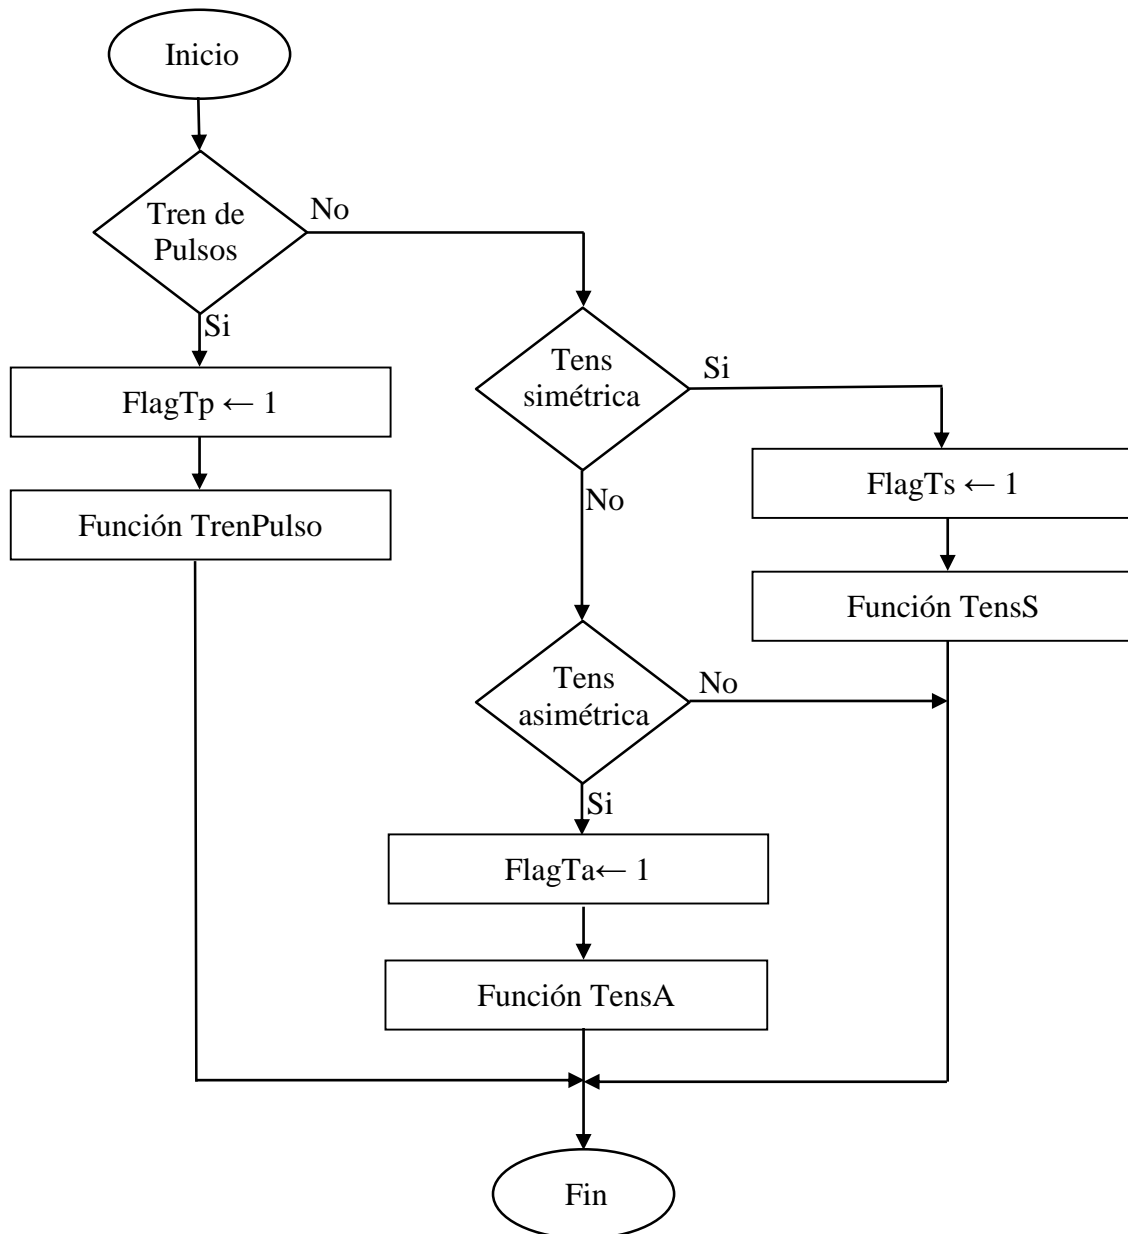 Inicio
Tren de
Pulsos
No
Si
FlagTp ← 1
Función TrenPulso
Tens
simétrica
Si
No
FlagTs ← 1
Función TensS
Tens
asimétrica
No
Si
FlagTa← 1
Función TensA
Fin